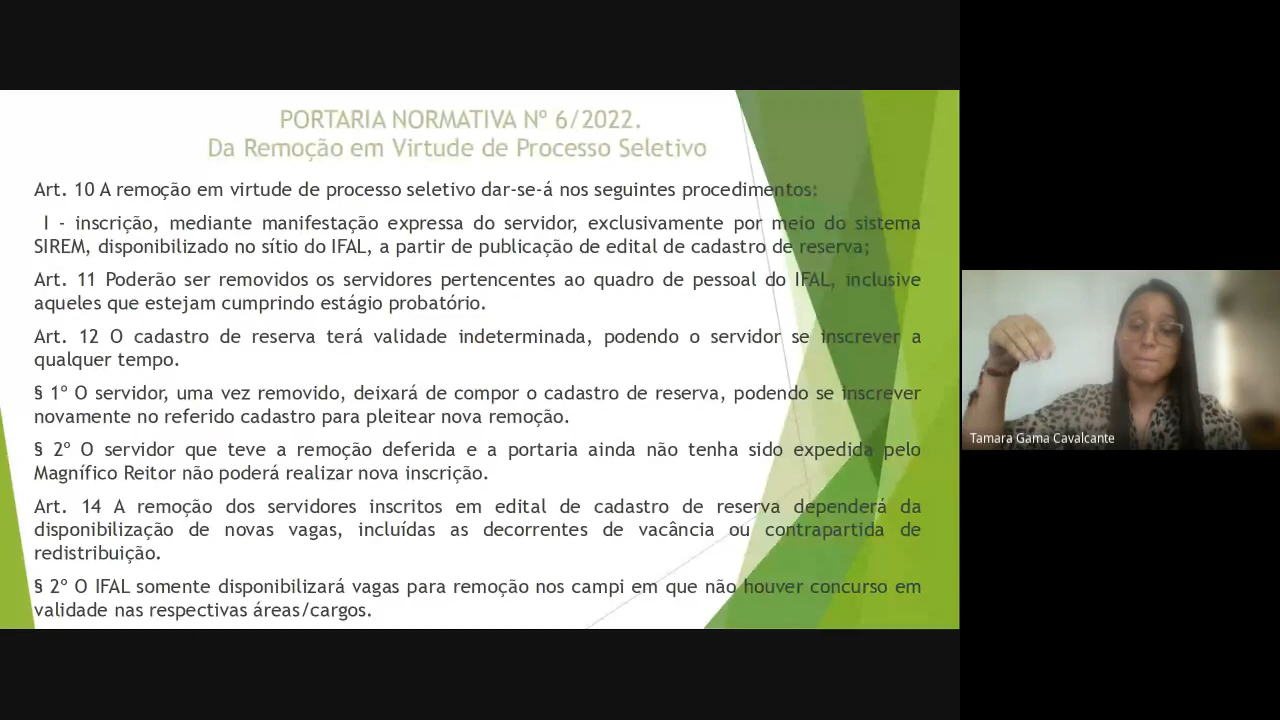 PORTARIA NORMATIVA Nº 6/2022.
Da Remoção em Virtude de Processo Seletivo
Art. 10 A remoção em virtude de processo seletivo dar-se-á nos seguintes procedimentos:
I - inscrição, mediante manifestação expressa do servidor, exclusivamente por meio do sistema
SIREM, disponibilizado no sítio do IFAL, a partir de publicação de edital de cadastro de reserva;
Art. 11 Poderão ser removidos os servidores pertencentes ao quadro de pessoal do IFAL, inclusive
aqueles que estejam cumprindo estágio probatório.
Art. 12 O cadastro de reserva terá validade indeterminada, podendo o servidor se inscrever a
qualquer tempo.
§ 1º O servidor, uma vez removido, deixará de compor o cadastro de reserva, podendo se inscrever
novamente no referido cadastro para pleitear nova remoção.
§ 2º O servidor que teve a remoção deferida e a portaria ainda não tenha sido expedida pelo
Magnífico Reitor não poderá realizar nova inscrição.
Art. 14 A remoção dos servidores inscritos em edital de cadastro de reserva dependerá da
disponibilização de novas vagas, incluídas as decorrentes de vacância ou contrapartida de
redistribuição.
§ 2º O IFAL somente disponibilizará vagas para remoção nos campi em que não houver concurso em
validade nas respectivas áreas/cargos.
Tamara Gama Cavalcante